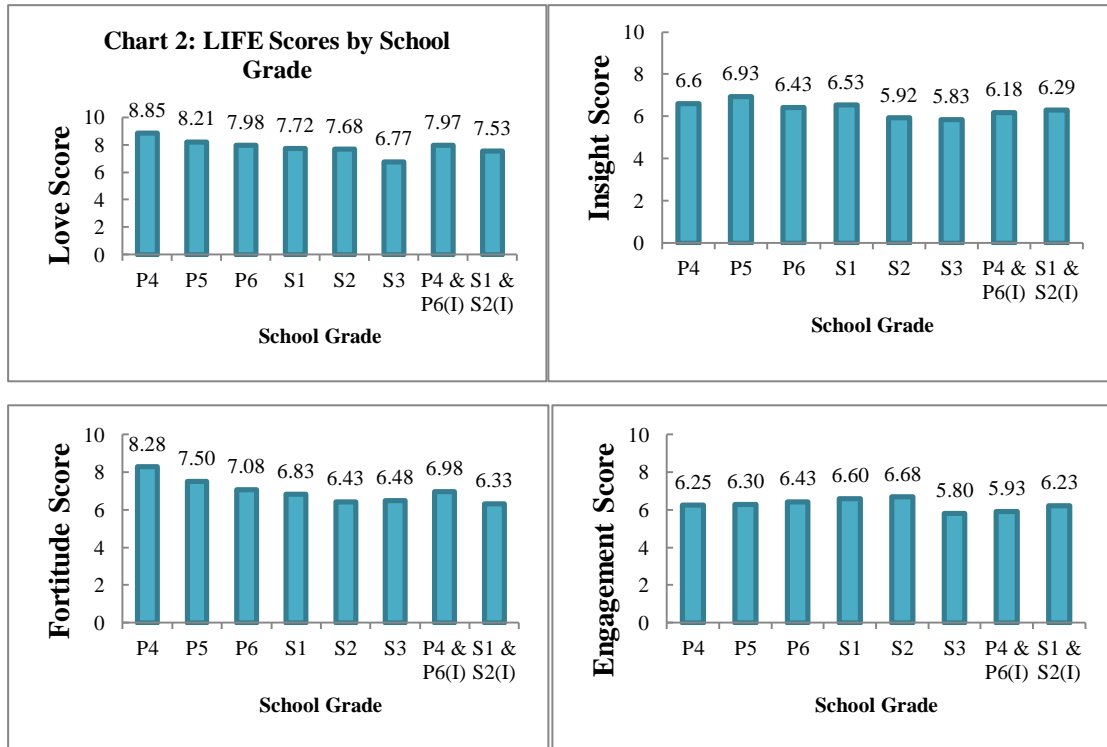 Chart 2: LIFE Scores by School
Grade
Love Score
8.85 8.21 7.98 7.72 7.68 6.77 7.97 7.53
10
8
6
4
2
0
P4 P5 P6 S1 S2 S3 P4 & S1 &
P6(I) S2(I)
School Grade
Insight Score
6.6 6.93 6.43 6.53 5.92 5.83 6.18 6.29
10
8
6
4
2
0
P4 P5 P6 S1 S2 S3 P4 & S1 &
P6(I) S2(I)
School Grade
Fortitude Score
8.28 7.50 7.08 6.83 6.43 6.48 6.98 6.33
10
8
6
4
2
0
P4 P5 P6 S1 S2 S3 P4 & S1 &
P6(I) S2(I)
School Grade
Engagement Score
6.25 6.30 6.43 6.60 6.68 5.80 5.93 6.23
10
8
6
4
2
0
P4 P5 P6 S1 S2 S3 P4 & S1 &
P6(I) S2(I)
School Grade